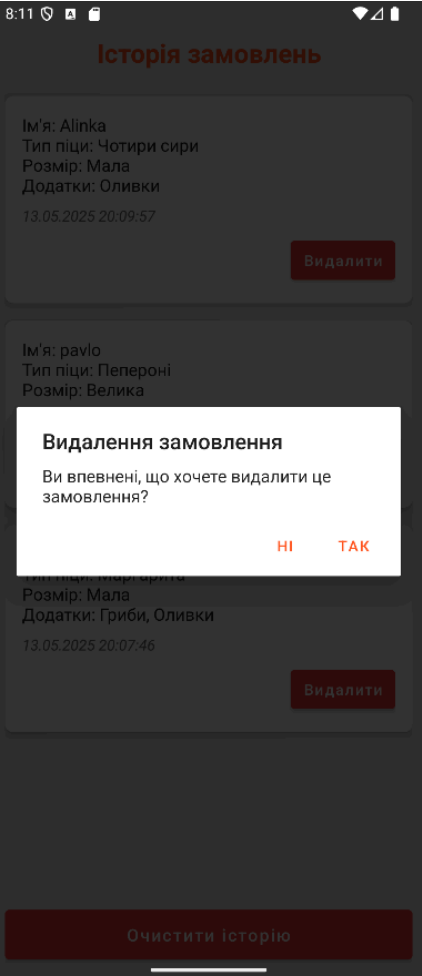 8:11
Історія замовлень
Ім'я: Alinka
Тип піци: Чотири сири
Розмір: Мала
Додатки: Оливки
13.05.2025 20:09:57
Видалити
Ім'я: pavlo
Тип піци: Пепероні
Розмір: Велика
Видалення замовлення
Ви впевнені, що хочете видалити це
замовлення?
НІ
ТАК
Тип піци: Маргарита
Розмір: Мала
Додатки: Гриби, Оливки
13.05.2025 20:07:46
Видалити
Очистити історію